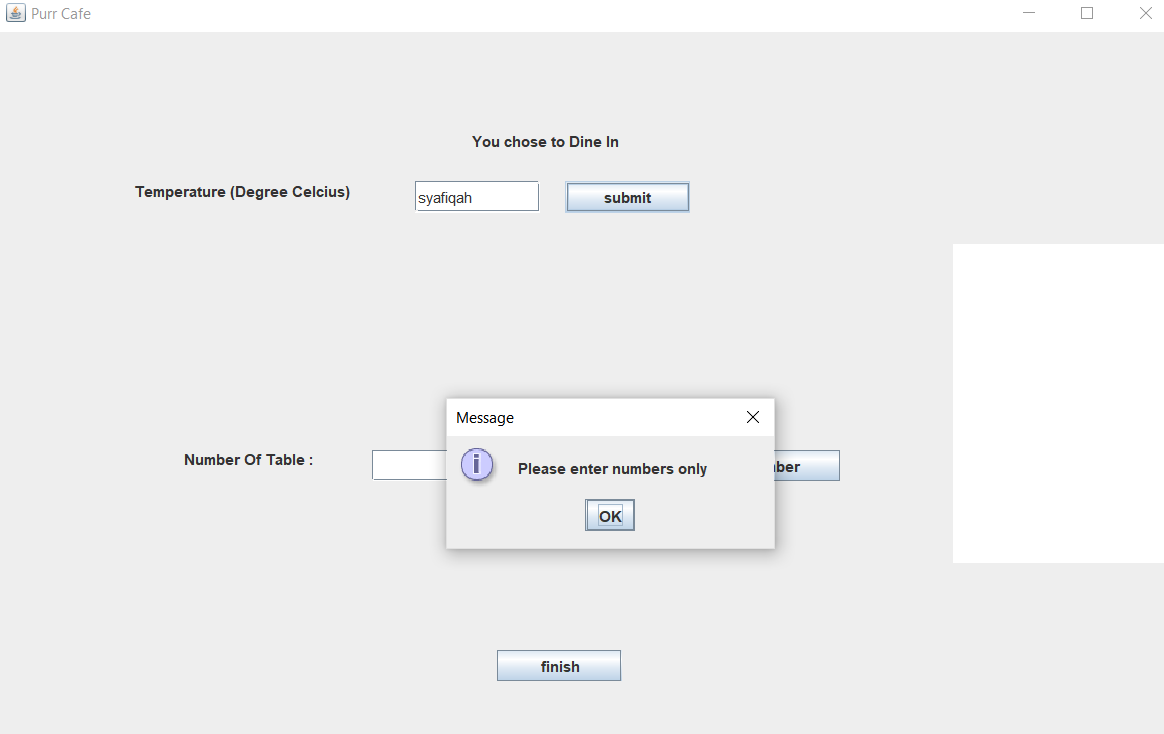 Purr Cafe
You chose to Dine In
Temperature (Degree Celcius)
syafiqah
submit
Message
Number Of Table :
Please enter numbers only
OK
finish